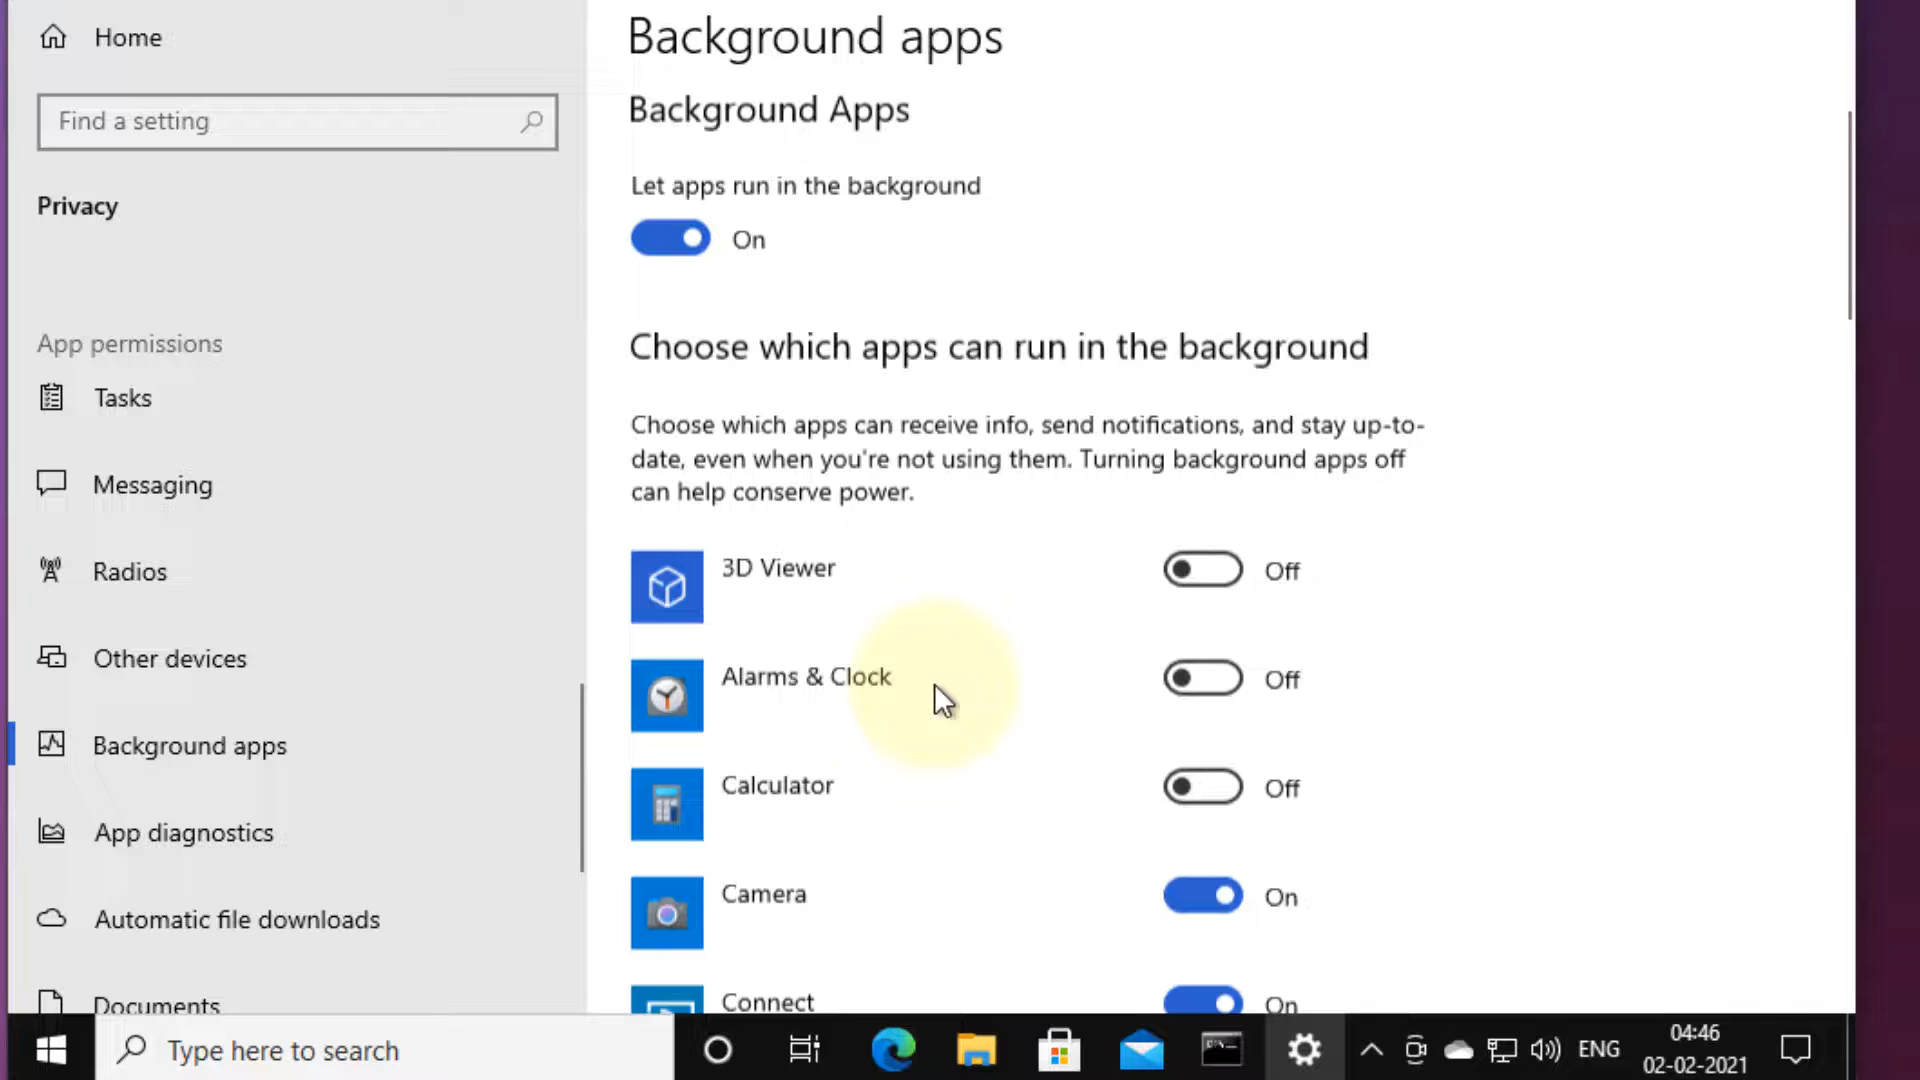 Home
Find a setting
Privacy
App permissions
Tasks
Messaging
Radios
Other devices
Background apps
App diagnostics
Automatic file downloads
Documents
Background apps
Background Apps
Let apps run in the background
On
Choose which apps can run in the background
Choose which apps can receive info, send notifications, and stay up-to-
date, even when you're not using them. Turning background apps off
can help conserve power.
3D Viewer Off
Alarms & Clock Off
Calculator Off
Camera On
Connect On
Type here to search
ENG
04:46
02-02-2021